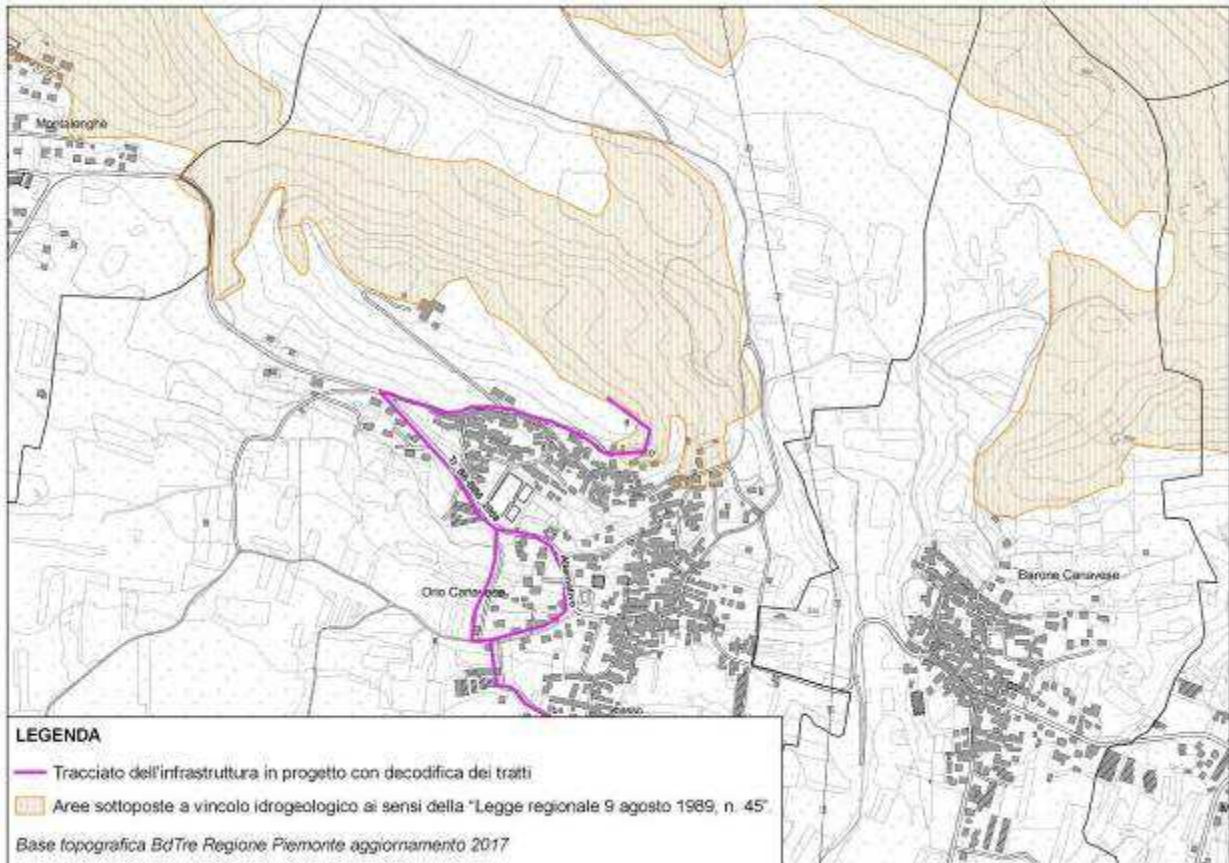 Montalenghe
Orio Canavese
Barone Canavese
LEGENDA
Tracciato dell'infrastruttura in progetto con decodifica dei tratti
Aree sottoposte a vincolo idrogeologico ai sensi della "Legge regionale 9 agosto 1989, n. 45".
Base topografica BdTre Regione Piemonte aggiornamento 2017